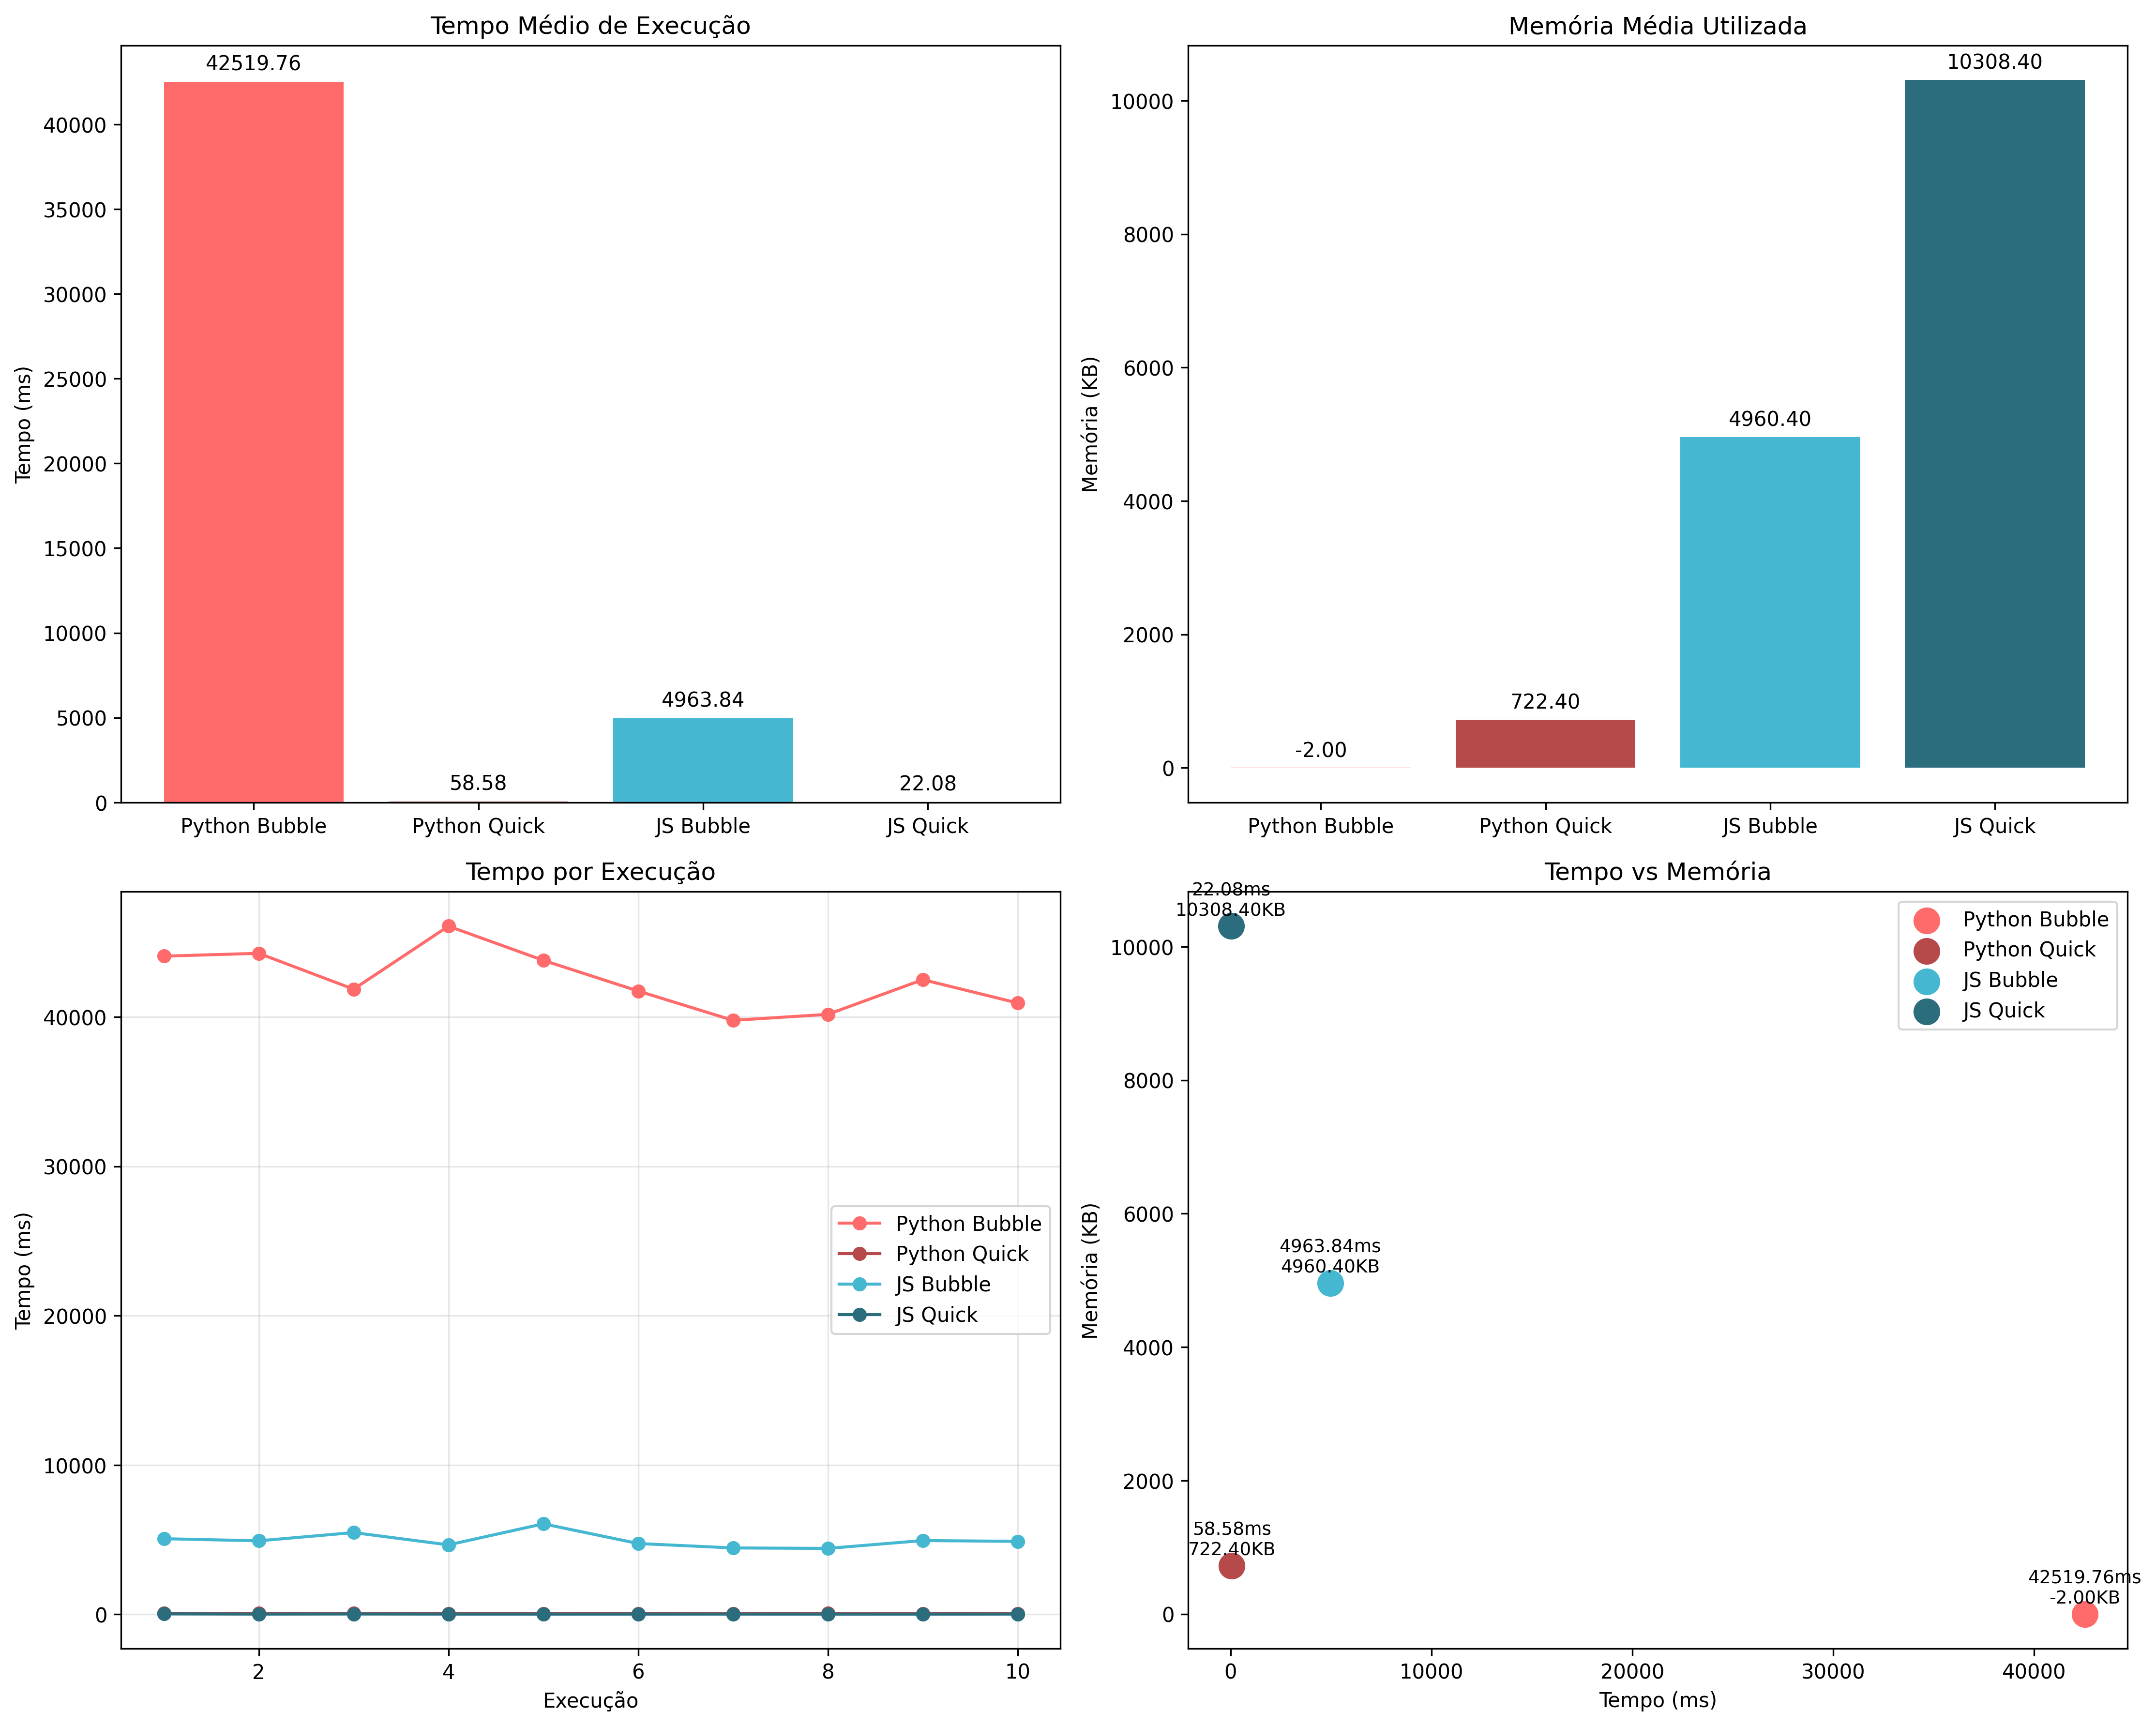 Tempo Médio de Execução
42519.76
58.58
4963.84
22.08
Tempo (ms)
40000
35000
30000
25000
20000
15000
10000
5000
0
Python Bubble
Python Quick
JS Bubble
JS Quick
Memória Média Utilizada
10308.40
4960.40
722.40
-2.00
Memória (KB)
10000
8000
6000
4000
2000
0
Python Bubble
Python Quick
JS Bubble
JS Quick
Tempo por Execução
Tempo (ms)
40000
30000
20000
10000
0
Python Bubble
Python Quick
JS Bubble
JS Quick
2
4
6
8
10
Execução
Tempo vs Memória
22.08ms
10308.40KB
Python Bubble
Python Quick
JS Bubble
JS Quick
4963.84ms
4960.40KB
58.58ms
722.40KB
42519.76ms
-2.00KB
Memória (KB)
10000
8000
6000
4000
2000
0
0
10000
20000
30000
40000
Tempo (ms)